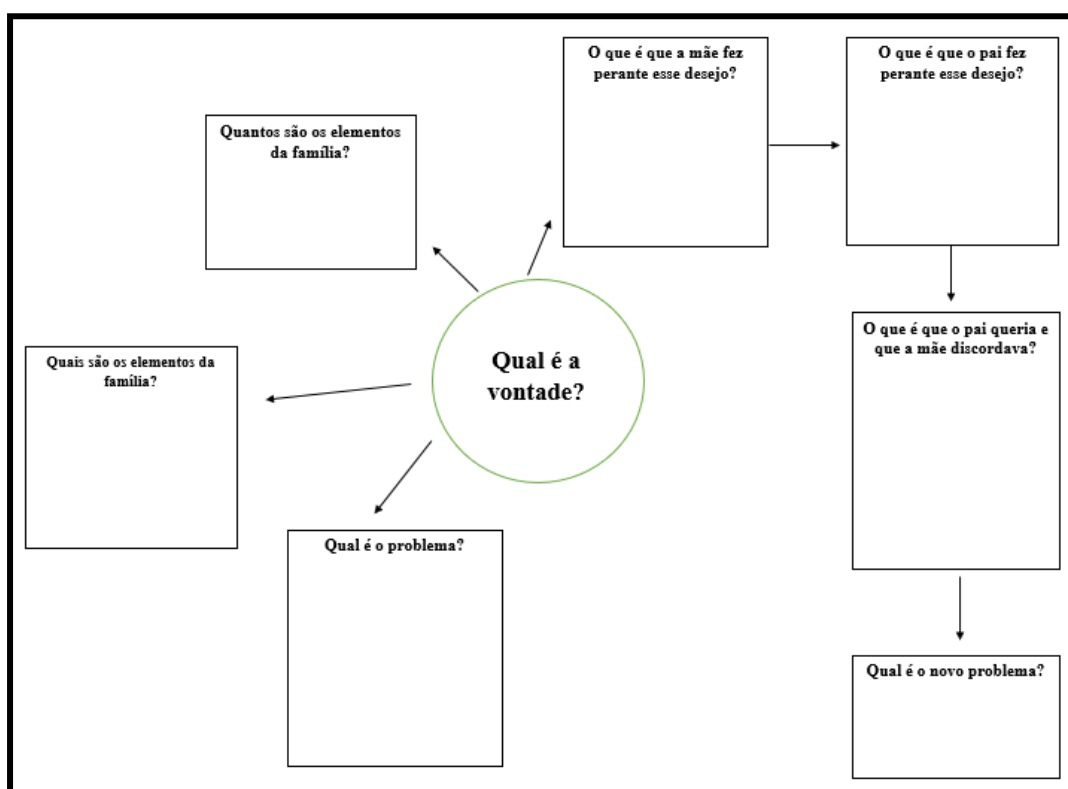 O que é que a mãe fez
perante esse desejo?
O que é que o pai fez
perante esse desejo?
Quantos são os elementos
da família?
O que é que o pai queria e
que a mãe discordava?
Quais são os elementos da
família?
Qual é a
vontade?
Qual é o problema?
Qual é o novo problema?